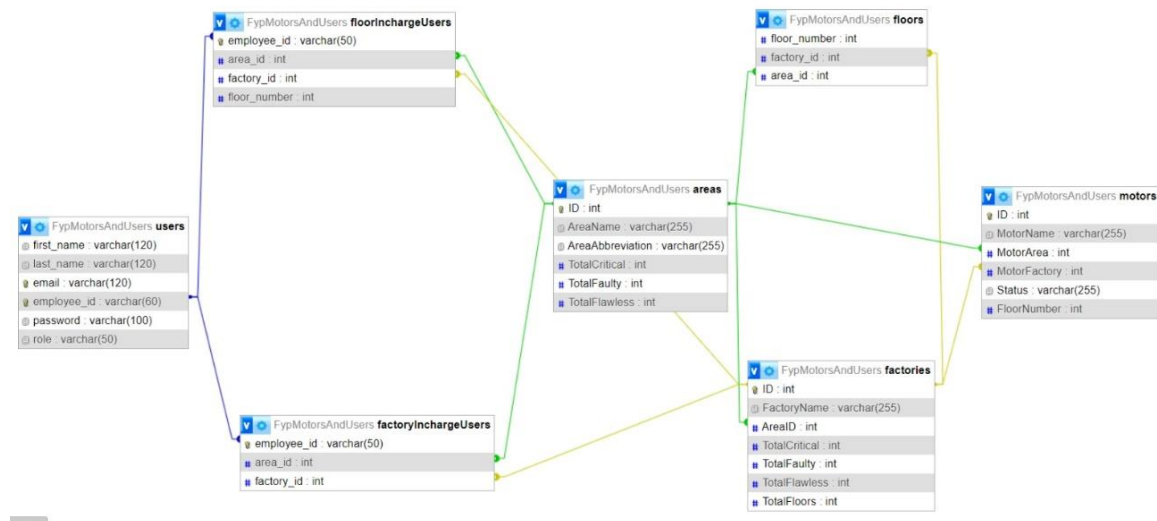 FypMotorsAndUsers floorInchargeUsers
employee_id : varchar(50)
area_id : int
factory_id : int
floor_number : int
FypMotorsAndUsers floors
floor_number : int
factory_id : int
area_id : int
FypMotorsAndUsers areas
ID : int
AreaName : varchar(255)
AreaAbbreviation : varchar(255)
TotalCritical : int
TotalFaulty : int
TotalFlawless : int
FypMotorsAndUsers motors
ID : int
MotorName : varchar(255)
MotorArea : int
MotorFactory : int
Status : varchar(255)
FloorNumber : int
FypMotorsAndUsers users
first_name : varchar(120)
last_name : varchar(120)
email : varchar(120)
employee_id : varchar(60)
password : varchar(100)
role : varchar(50)
FypMotorsAndUsers factories
ID : int
FactoryName : varchar(255)
AreaID : int
TotalCritical : int
TotalFaulty : int
TotalFlawless : int
TotalFloors : int
FypMotorsAndUsers factoryInchargeUsers
employee_id : varchar(50)
area_id : int
factory_id : int